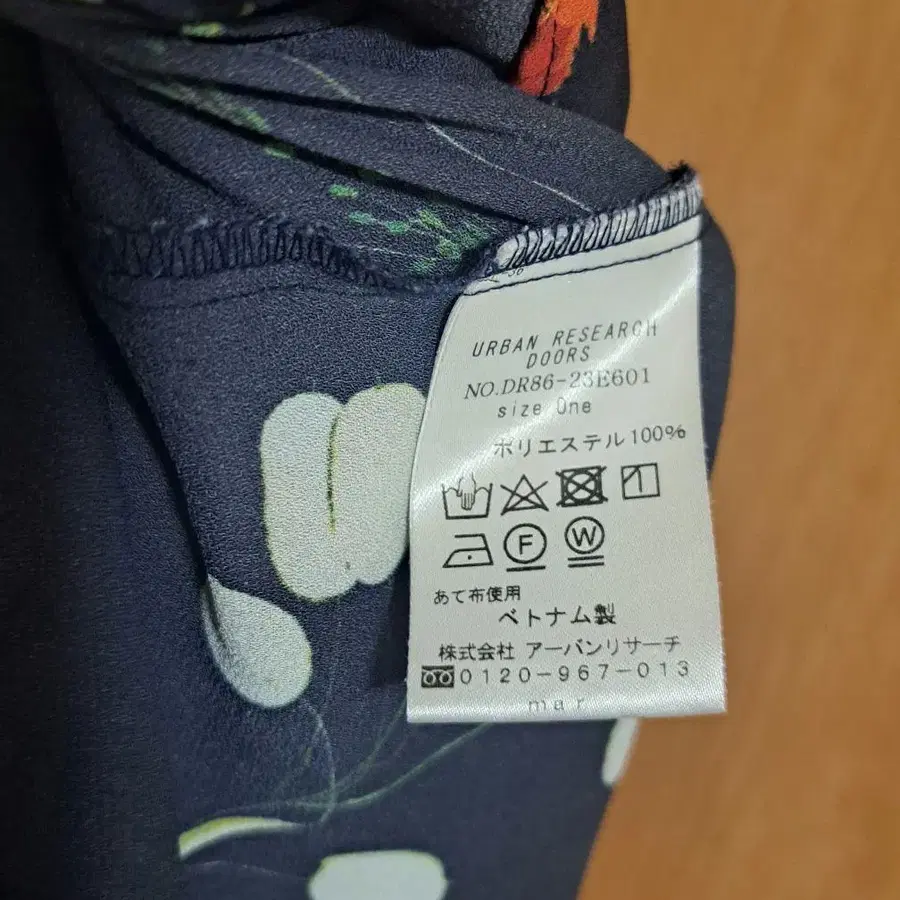 URBAN RESEARCH
DOORS
NO.DR86-23E601
size One
ポリエステル100%
F W
あて布使用
ベトナム製
株式会社 アーバンリサーチ
0120-967-013
mar